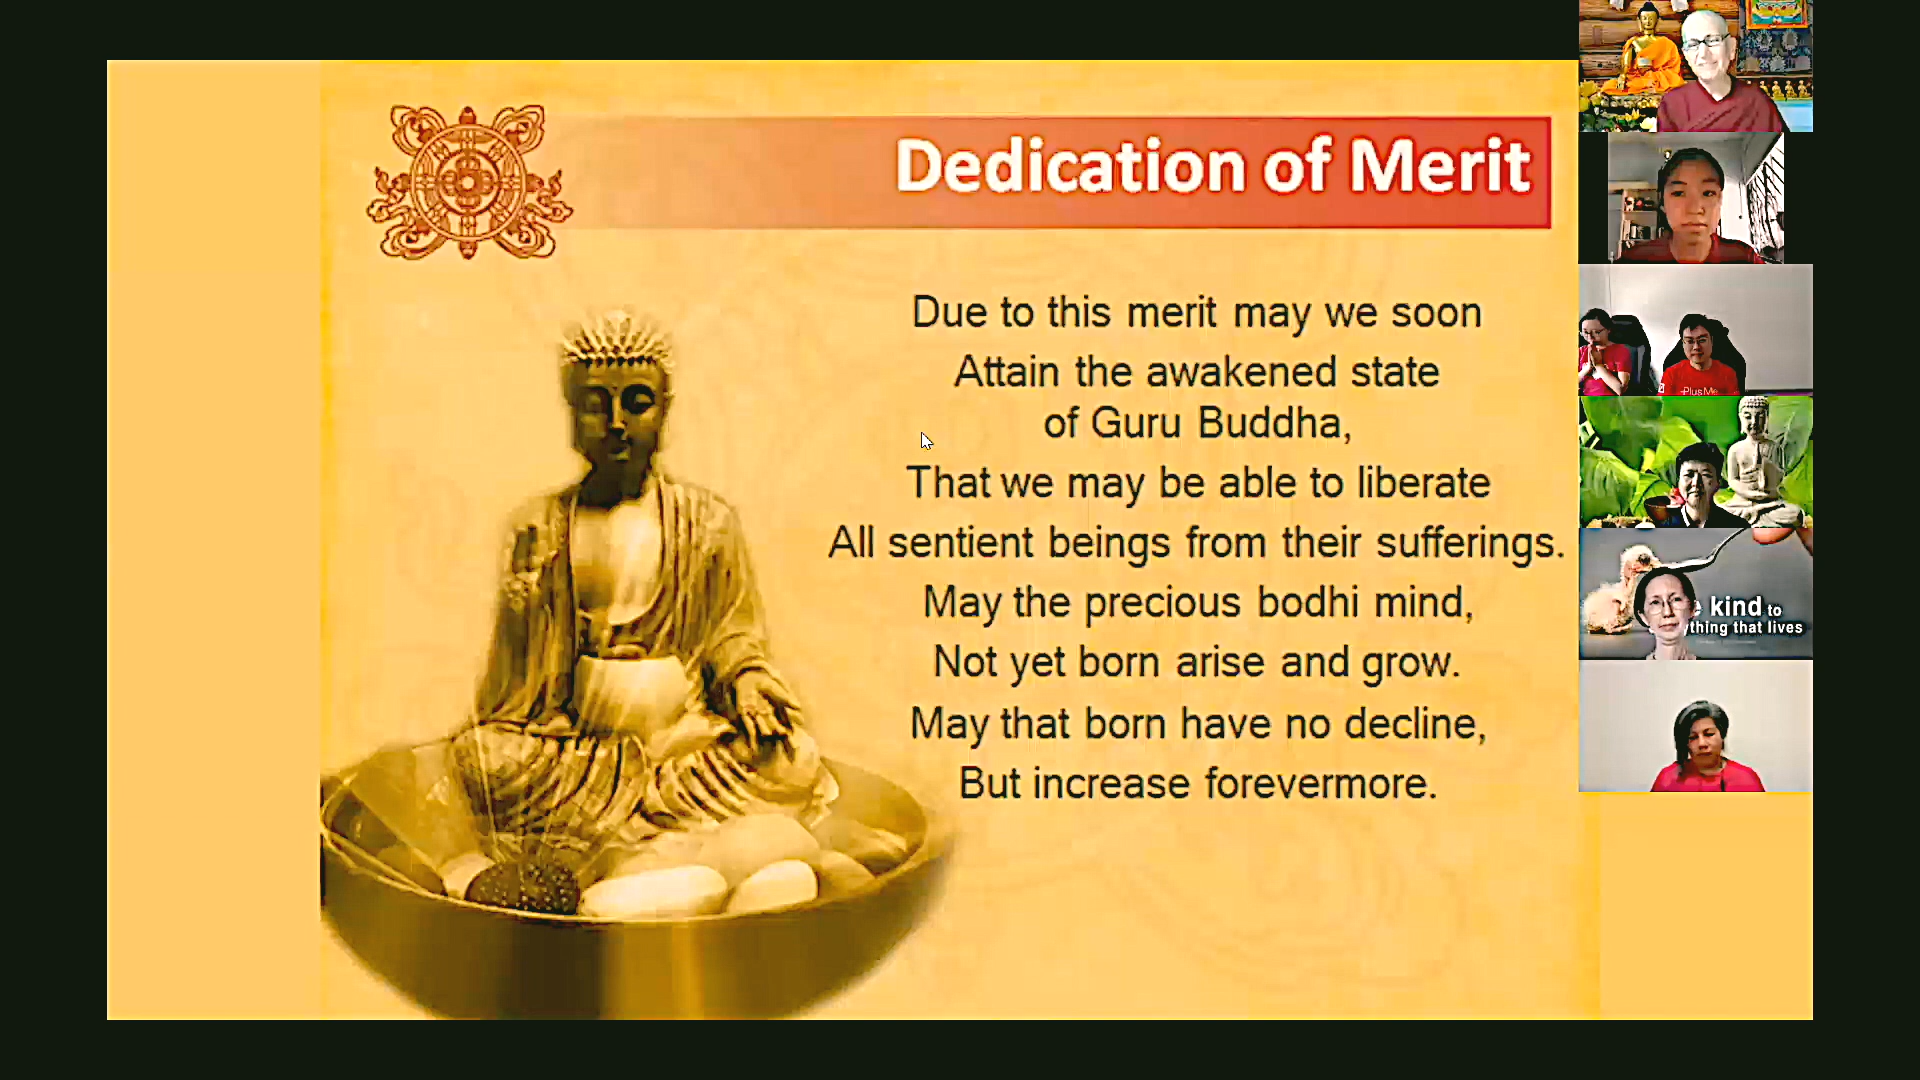 Dedication of Merit
Due to this merit may we soon
Attain the awakened state
of Guru Buddha,
That we may be able to liberate
All sentient beings from their sufferings.
May the precious bodhi mind,
Not yet born arise and grow.
May that born have no decline,
But increase forevermore.
PlusMe
kind to
thing that lives